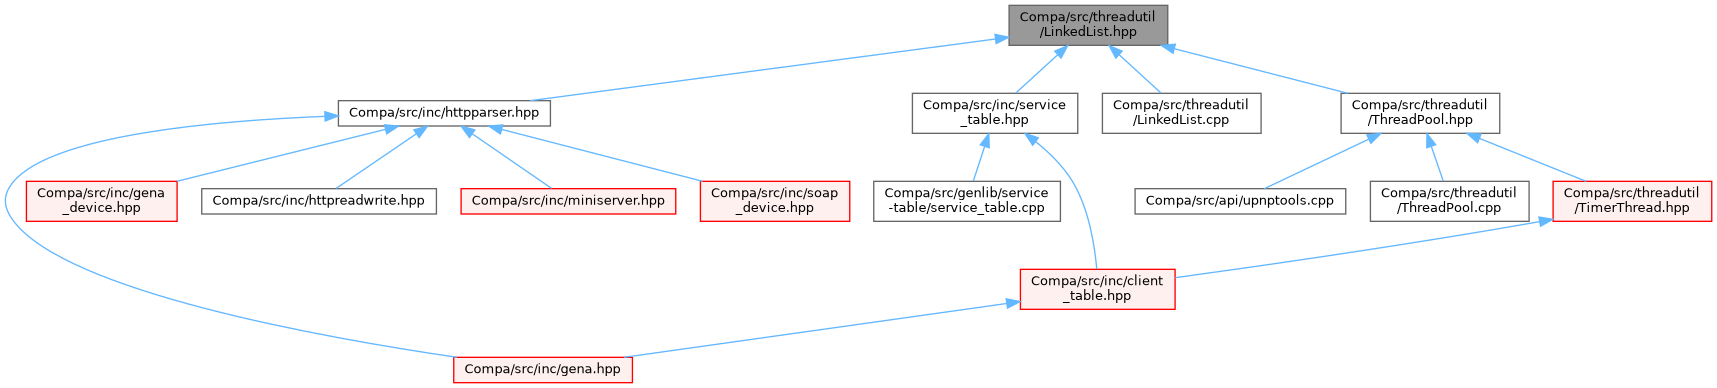 Compa/src/threadutil
/LinkedList.hpp
Compa/src/inc/httpparser.hpp
Compa/src/inc/service
_table.hpp
Compa/src/threadutil
/LinkedList.cpp
Compa/src/threadutil
/ThreadPool.hpp
Compa/src/inc/gena
_device.hpp
Compa/src/inc/httpreadwrite.hpp
Compa/src/inc/miniserver.hpp
Compa/src/inc/soap
_device.hpp
Compa/src/genlib/service
-table/service_table.cpp
Compa/src/api/upnptools.cpp
Compa/src/threadutil
/ThreadPool.cpp
Compa/src/threadutil
/TimerThread.hpp
Compa/src/inc/client
_table.hpp
Compa/src/inc/gena.hpp